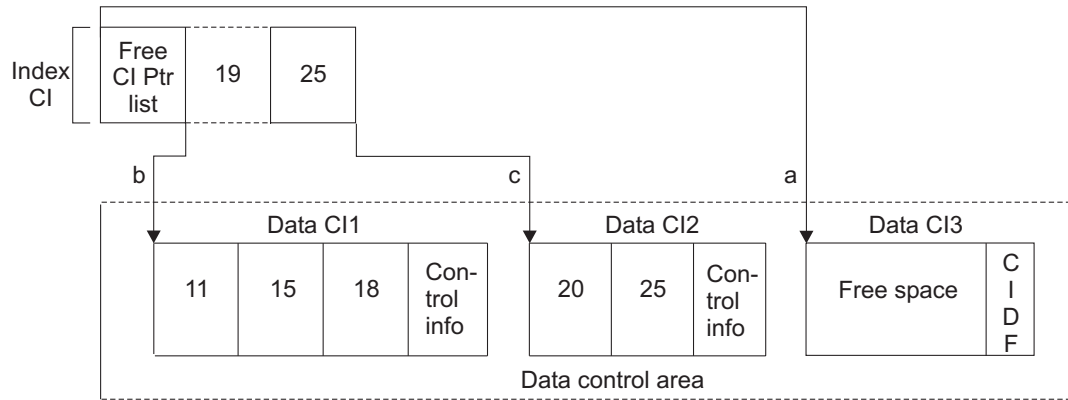 Index
CI
Free
CI Ptr
list
19
25
b
c
a
Data CI1
Data CI2
Data CI3
11
15
18
Con-
trol
info
20
25
Con-
trol
info
Free space
C
I
D
F
Data control area